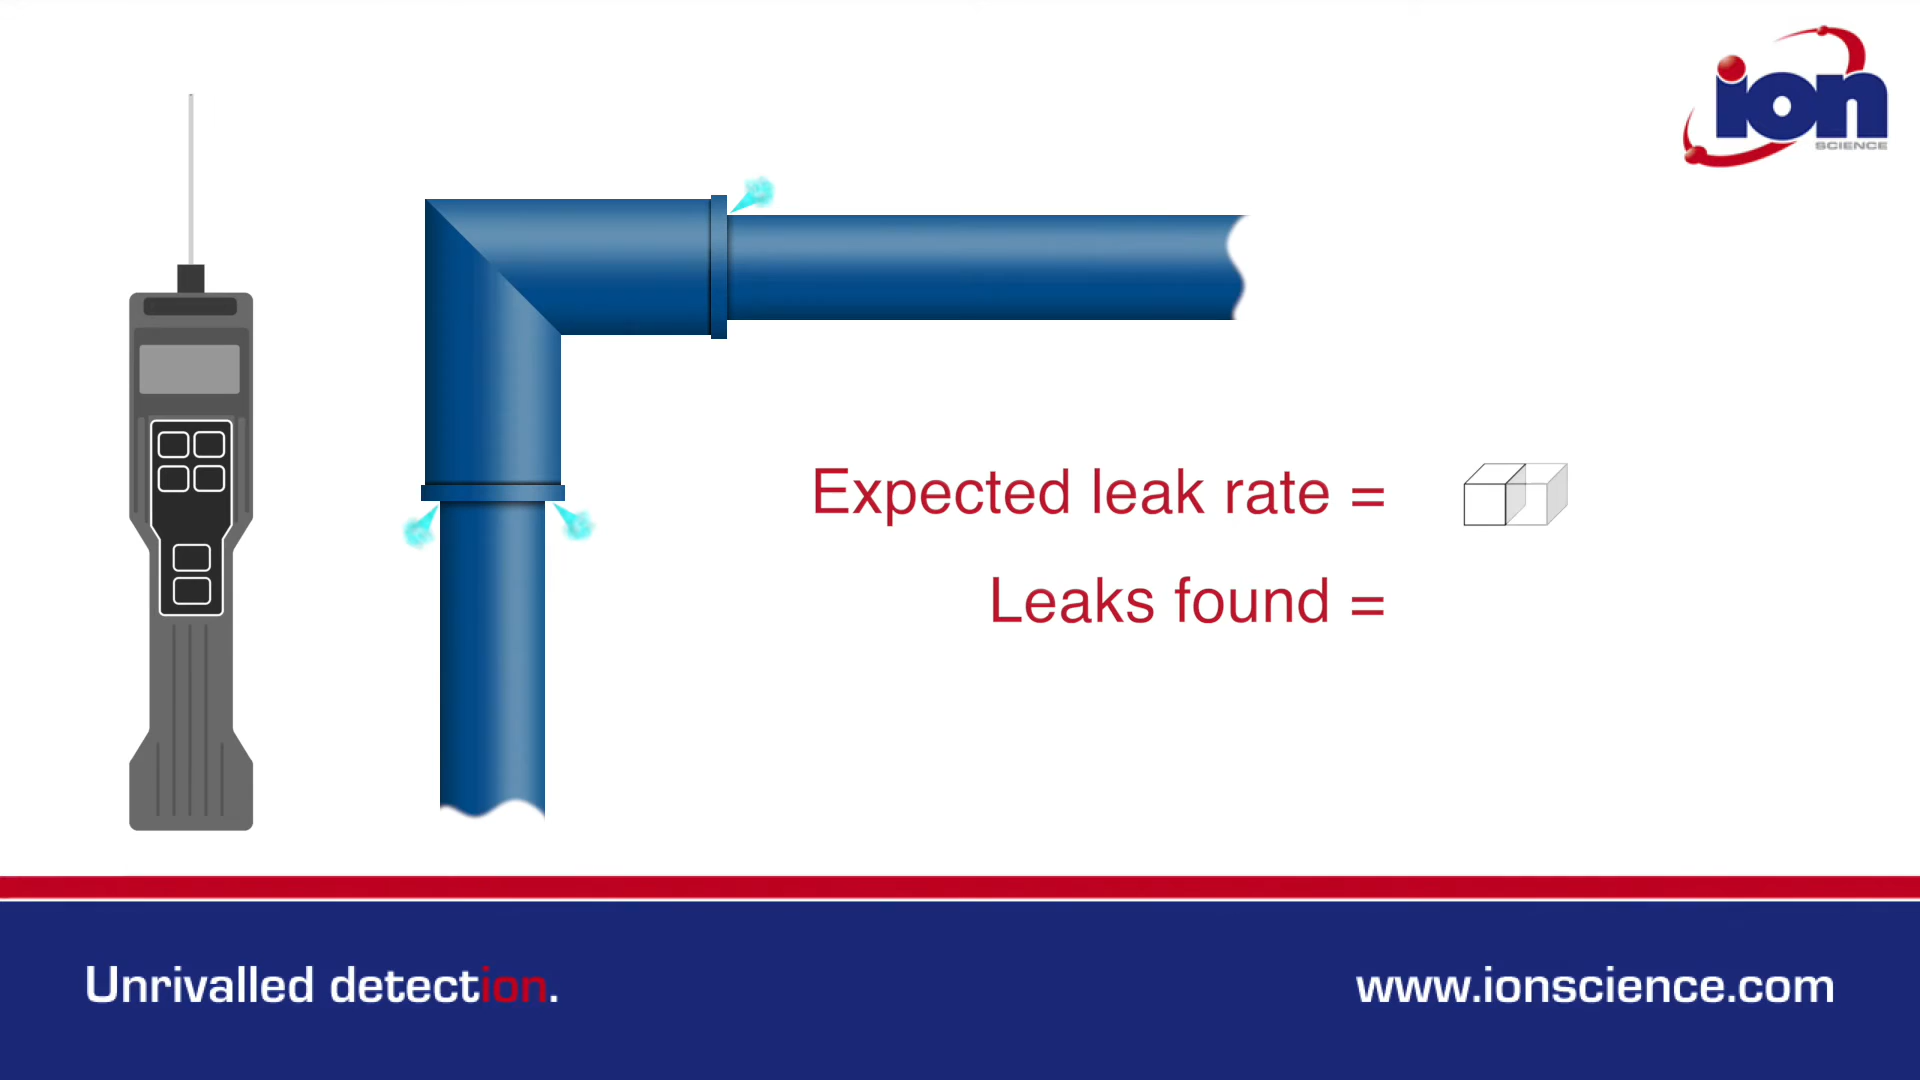 ion
SCIENCE
Expected leak rate =
Leaks found =
Unrivalled detection.
www.ionscience.com